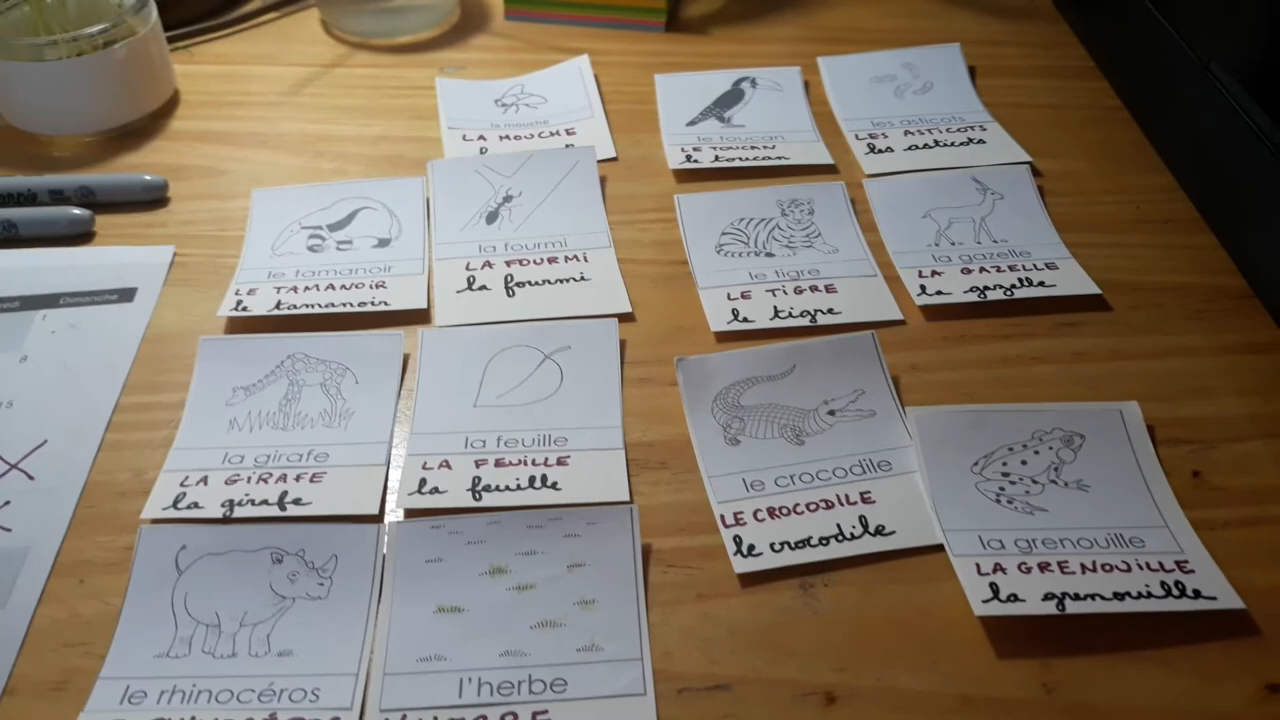 la mouche
LA MOUCHE
le toucan
LE TOUCAN
le toucan
les asticots
LES ASTICOTS
les asticots
le tamanoir
LE TAMANOIR
le tamanoir
la fourmi
LA FOURMI
la fourmi
le tigre
LE TIGRE
le tigre
la gazelle
LA GAZELLE
la gazelle
Dimanche
la girafe
LA GIRAFE
la girafe
la feuille
LA FEUILLE
la feuille
le crocodile
LE CROCODILE
le crocodile
la grenouille
LA GRENOUILLE
la grenouille
le rhinocéros
l'herbe